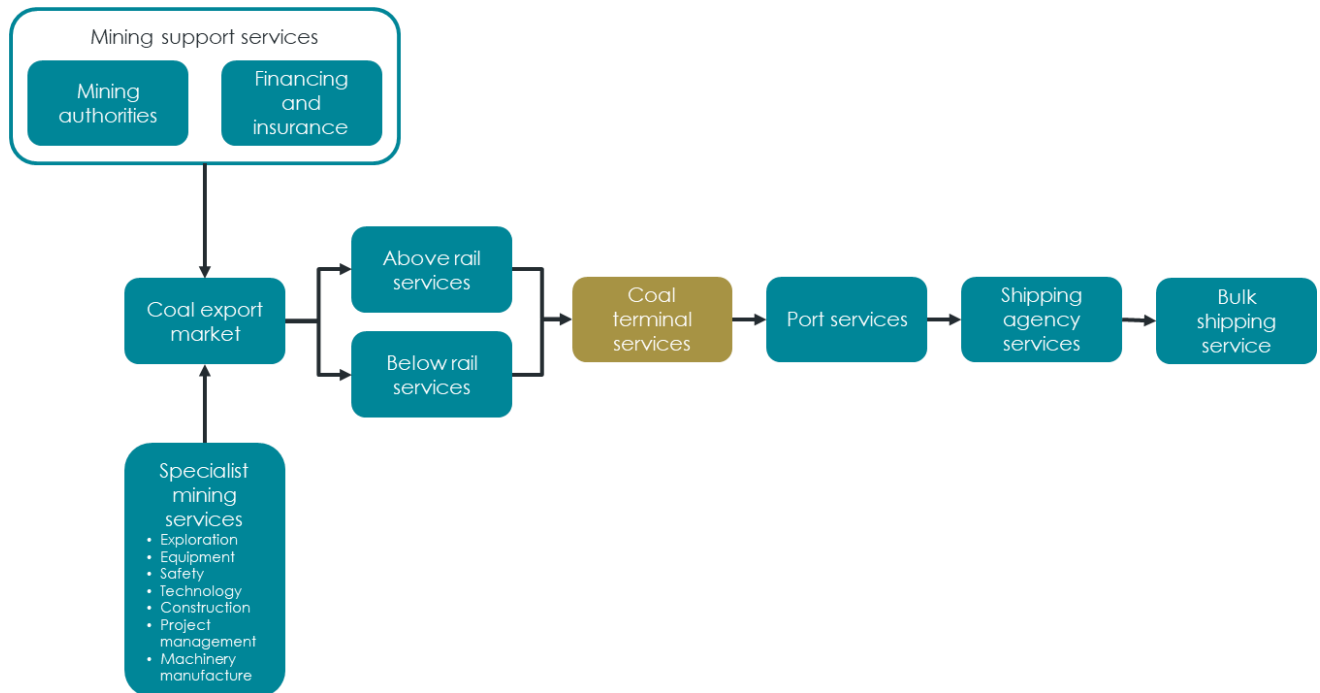 Mining support services
Mining
authorities
Financing
and
insurance
Above rail
services
Coal export
market
Below rail
services
Coal
terminal
services
Port services
Shipping
agency
services
Bulk
shipping
service
Specialist
mining
services
• Exploration
• Equipment
• Safety
• Technology
• Construction
• Project
management
• Machinery
manufacture